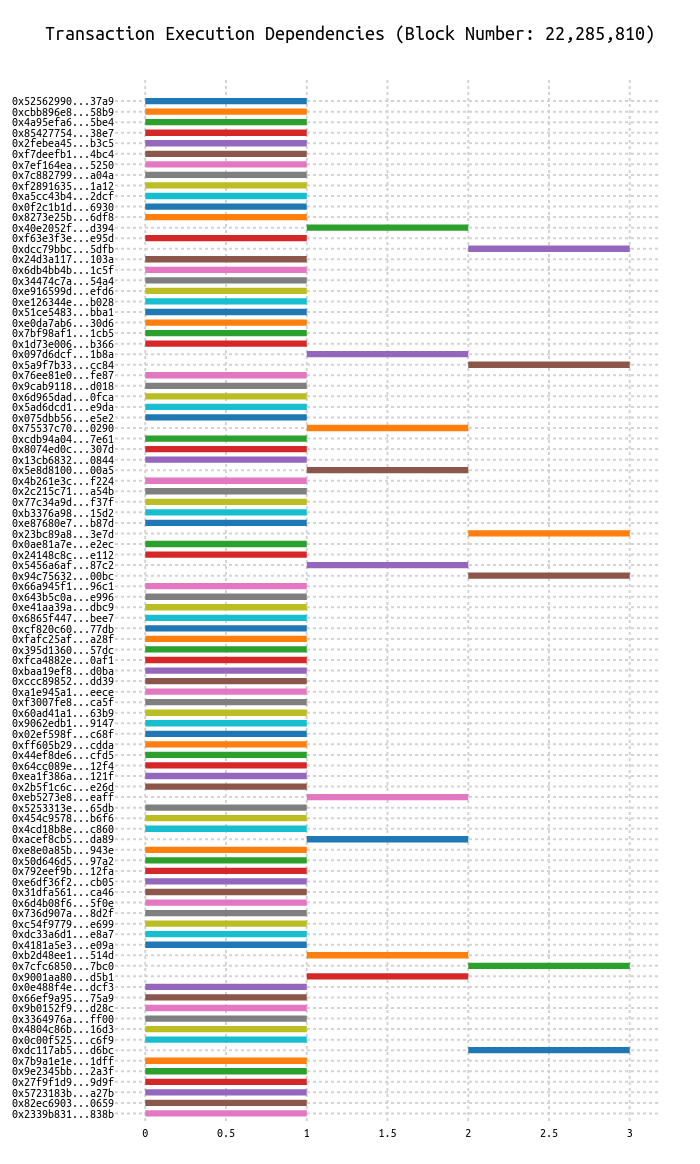 Transaction Execution Dependencies (Block Number: 22,285,810)
0x52562990...37a9
0xcbb896e8...58b9
0x4a95efa6...5be4
0x85427754...38e7
0x2febea45...b3c5
0xf7deefb1...4bc4
0x7ef164ea...5250
0x7c882799...a04a
0xf2891635...1a12
0xa5cc43b4...2dcf
0x0f2c1b1d...6930
0x8273e25b...6df8
0x40e2052f...d394
0xf63e3f3e...e95d
0xdcc79bbc...5dfb
0x24d3a117...103a
0x6db4bb4b...1c5f
0x34474c7a...54a4
0xe916599d...efd6
0xe126344e...b028
0x51ce5483...bba1
0xe0da7ab6...30d6
0x7bf98af1...1cb5
0x1d73e006...b366
0x097d6dcf...1b8a
0x5a9f7b33...cc84
0x76ee81e0...fe87
0x9cab9118...d018
0x6d965dad...0fca
0x5ad6dcd1...e9da
0x075dbb56...e5e2
0x75537c70...0290
0xcdb94a04...7e61
0x8074ed0c...307d
0x13cb6832...0844
0x5e8d8100...00a5
0x4b261e3c...f224
0x2c215c71...a54b
0x77c34a9d...f37f
0xb3376a98...15d2
0xe87680e7...b87d
0x23bc89a8...3e7d
0x0ae81a7e...e2ec
0x24148c8c...e112
0x5456a6af...87c2
0x94c75632...00bc
0x66a945f1...96c1
0x643b5c0a...e996
0xe41aa39a...dbc9
0x6865f447...bee7
0xcf820c60...77db
0xfafc25af...a28f
0x395d1360...57dc
0xfca4882e...0af1
0xbaa19ef8...d0ba
0xccc89852...dd39
0xa1e945a1...eece
0xf3007fe8...ca5f
0x60ad41a1...63b9
0x9062edb1...9147
0x02ef598f...c68f
0xff605b29...cdda
0x44ef8de6...cfd5
0x64cc089e...12f4
0xea1f386a...121f
0x2b5f1c6c...e26d
0xeb5273e8...eaff
0x5253313e...65db
0x454c9578...b6f6
0x4cd18b8e...c860
0xacef8cb5...da89
0xe8e0a85b...943e
0x50d646d5...97a2
0x792eef9b...12fa
0xe6df36f2...cb05
0x31dfa561...ca46
0x6d4b08f6...5f0e
0x736d907a...8d2f
0xc54f9779...e699
0xdc33a6d1...e8a7
0x4181a5e3...e09a
0xb2d48ee1...514d
0x7cfc6850...7bc0
0x9001aa80...d5b1
0x0e488f4e...dcf3
0x66ef9a95...75a9
0x9b0152f9...d28c
0x3364976a...ff00
0x4804c86b...16d3
0x0c00f525...c6f9
0xdc117ab5...d6bc
0x7b9a1e1e...1dff
0x9e2345bb...2a3f
0x27f9f1d9...9d9f
0x5723183b...a27b
0x82ec6903...0659
0x2339b831...838b
0 0.5 1 1.5 2 2.5 3